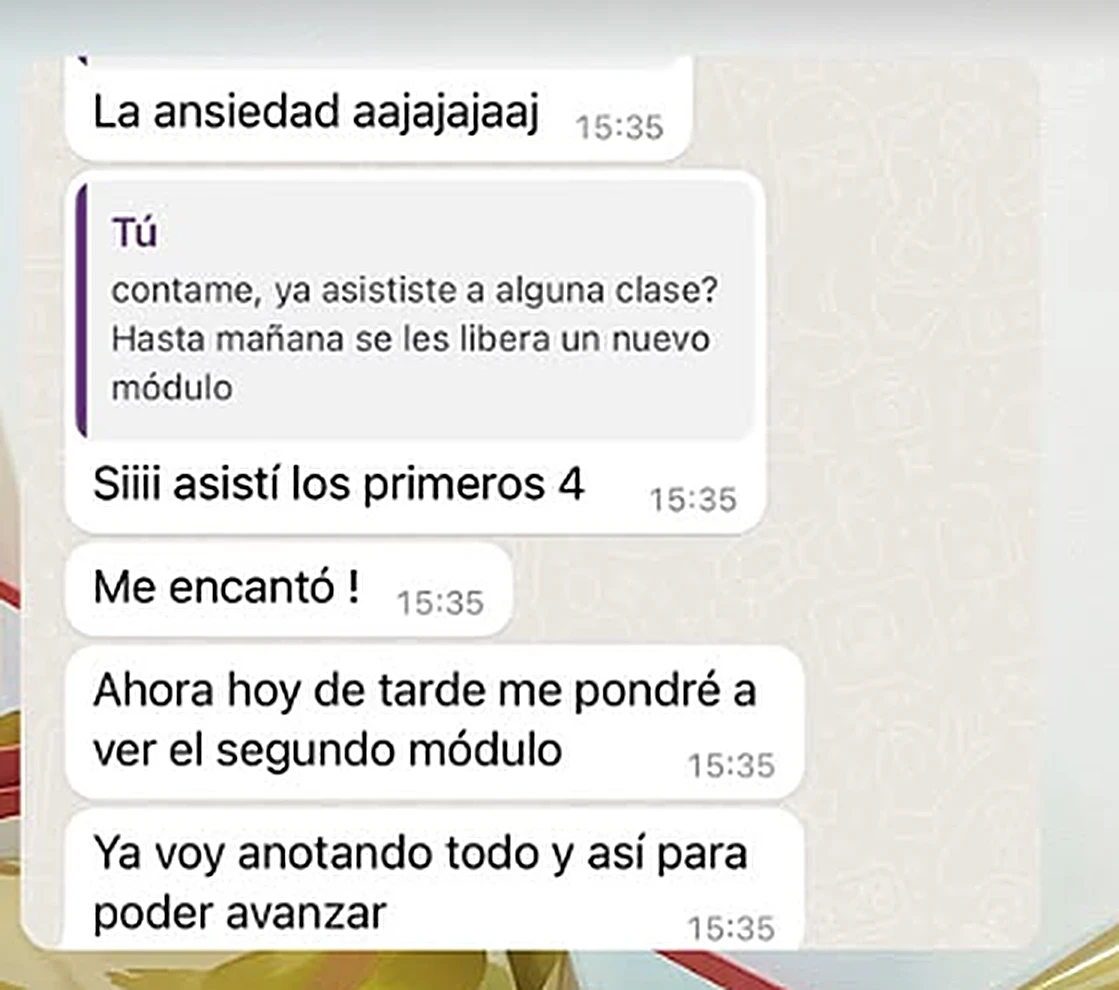 La ansiedad aajajajaaj 15:35
Tú
contame, ya asististe a alguna clase?
Hasta mañana se les libera un nuevo
módulo
Siiii asistí los primeros 4 15:35
Me encantó ! 15:35
Ahora hoy de tarde me pondré a
ver el segundo módulo 15:35
Ya voy anotando todo y así para
poder avanzar 15:35